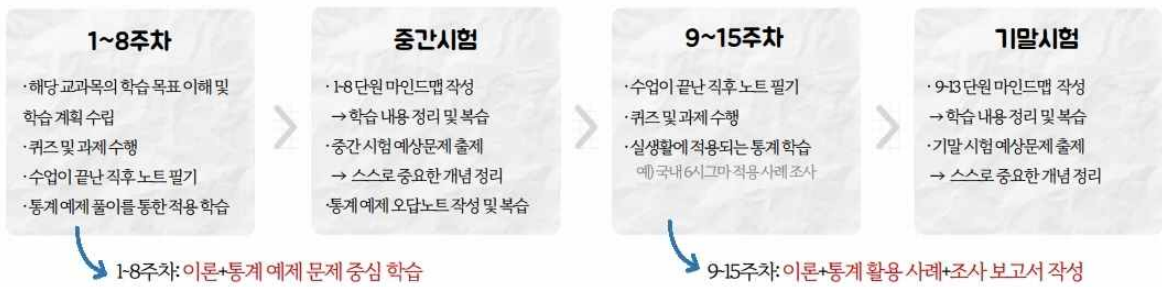 1~8주차
·해당 교과목의 학습 목표 이해 및
학습 계획 수립
·퀴즈 및 과제 수행
·수업이 끝난 직후 노트 필기
·통계 예제 풀이를 통한 적용 학습
중간시험
·1-8단원 마인드맵 작성
→ 학습 내용 정리 및 복습
·중간 시험 예상문제 출제
→ 스스로 중요한 개념 정리
·통계 예제 오답노트 작성 및 복습
9~15주차
·수업이 끝난 직후 노트 필기
·퀴즈 및 과제 수행
·실생활에 적용되는 통계 학습
예) 국내 6시그마 적용 사례 조사
기말시험
·9-13단원 마인드맵 작성
→ 학습 내용 정리 및 복습
·기말 시험 예상문제 출제
→ 스스로 중요한 개념 정리
1-8주차: 이론+통계 예제 문제 중심 학습
9-15주차: 이론+통계 활용 사례+조사 보고서 작성